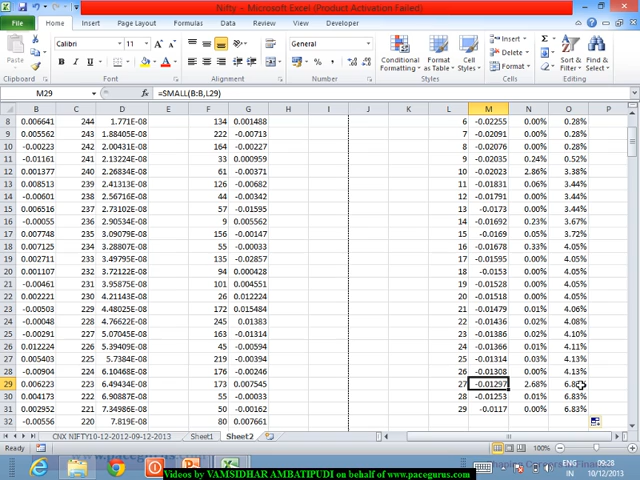 Nifty - Microsoft Excel (Product Activation Failed)
File Home Insert Page Layout Formulas Data Review View Developer
Calibri 11 General Conditional Formatting Format as Table Cell Styles Insert Delete Format Sort & Filter Find & Select
Paste
Clipboard Font Alignment Number Styles Cells Editing
M29 fx =SMALL(B:B,L29)
B C D E F G H I J K L M N O P
8 0.006641 244 1.771E-08 134 0.001488 6 -0.02255 0.00% 0.28%
9 0.005562 243 1.88405E-08 222 -0.00713 7 -0.02091 0.00% 0.28%
10 -0.00223 242 2.00431E-08 164 -0.00227 8 -0.02076 0.00% 0.28%
11 -0.01161 241 2.13224E-08 33 0.000959 9 -0.02035 0.24% 0.52%
12 0.001377 240 2.26834E-08 61 -0.00371 10 -0.02023 2.86% 3.38%
13 0.008513 239 2.41313E-08 126 -0.00682 11 -0.01831 0.06% 3.44%
14 -0.00601 238 2.56716E-08 44 -0.00342 12 -0.01791 0.00% 3.44%
15 0.006516 237 2.73102E-08 57 -0.01595 13 -0.0173 0.00% 3.44%
16 -0.00055 236 2.90534E-08 9 0.005562 14 -0.01692 0.23% 3.67%
17 0.007748 235 3.09079E-08 156 -0.00147 15 -0.0169 0.05% 3.72%
18 0.007125 234 3.28807E-08 55 -0.00033 16 -0.01678 0.33% 4.05%
19 0.002711 233 3.49795E-08 135 -0.02857 17 -0.01595 0.00% 4.05%
20 0.001107 232 3.72122E-08 94 0.000428 18 -0.0153 0.00% 4.05%
21 -0.00461 231 3.95875E-08 101 0.004551 19 -0.01528 0.00% 4.05%
22 0.002221 230 4.21143E-08 26 0.012224 20 -0.01518 0.00% 4.05%
23 0.005108 229 4.48025E-08 172 0.015484 21 -0.01479 0.01% 4.06%
24 -0.00048 228 4.76622E-08 245 0.01383 22 -0.01423 0.02% 4.08%
25 -0.00291 227 5.07045E-08 163 -0.01314 23 -0.01386 0.02% 4.10%
26 0.012224 226 5.39409E-08 45 -0.00594 24 -0.01366 0.01% 4.11%
27 0.005403 225 5.7384E-08 219 -0.00394 25 -0.01314 0.03% 4.13%
28 -0.00904 224 6.10468E-08 176 -0.00246 26 -0.01308 0.00% 4.13%
29 0.006223 223 6.49434E-08 173 0.007545 27 -0.01297 2.68%
30 -0.00174 222 6.90887E-08 55 -0.00033 28 -0.01253 0.01% 6.83%
31 0.002951 221 7.34986E-08 50 -0.00162 29 -0.0117 0.00% 6.83%
32 -0.00556 220 7.819E-08 80 0.007661
CNX NIFTY10-12-2012-09-12-2013 Sheet1 Sheet2
Ready 100%
ENG 09:28
IN 10/12/2013
Videos by VAMSIDHAR AMBATIPUDI on behalf of www.pacegurus.com